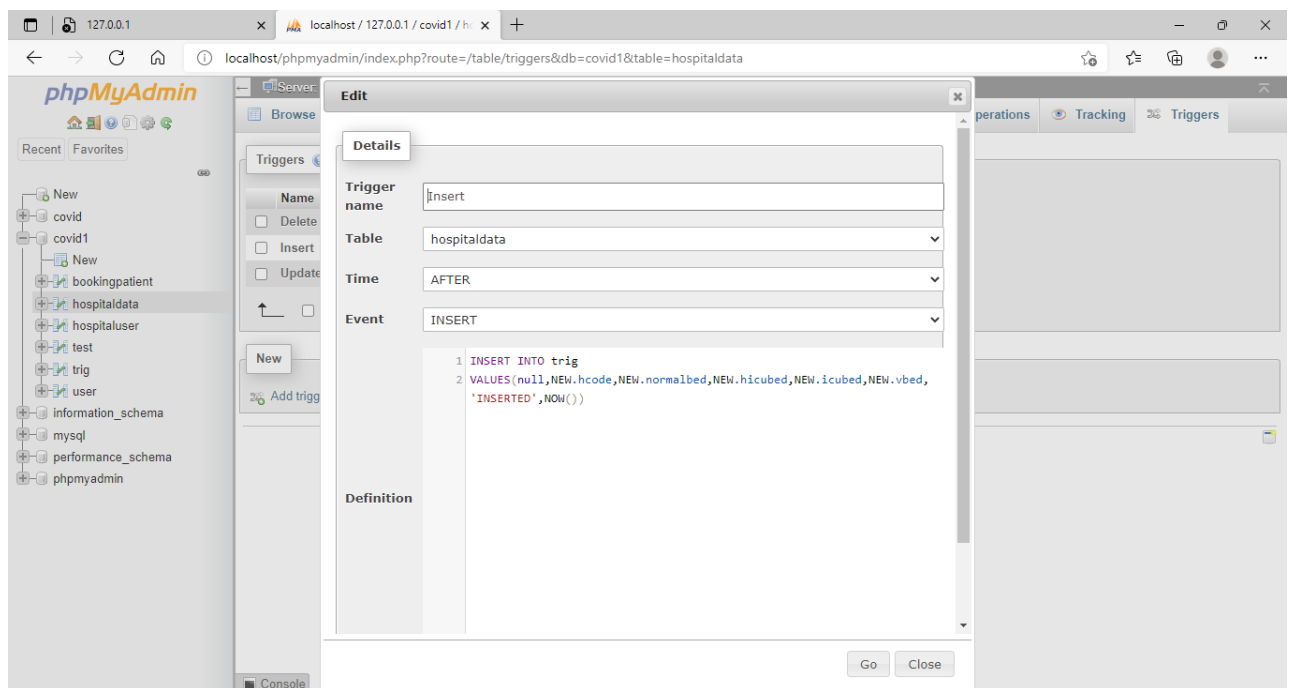 127.0.0.1
localhost / 127.0.0.1 / covid1 / h
localhost/phpmyadmin/index.php?route=/table/triggers&db=covid1&table=hospitaldata
phpMyAdmin
Recent Favorites
New
covid
covid1
New
bookingpatient
hospitaldata
hospitaluser
test
trig
user
information_schema
mysql
performance_schema
phpmyadmin
Server:
Browse
perations
Tracking
Triggers
Triggers
Name
Delete
Insert
Update
New
Add trigg
Console
Edit
Details
Trigger
name
Insert
Table
hospitaldata
Time
AFTER
Event
INSERT
Definition
1 INSERT INTO trig
2 VALUES(null,NEW.hcode,NEW.normalbed,NEW.hicubed,NEW.icubed,NEW.vbed,
'INSERTED',NOW())
Go Close